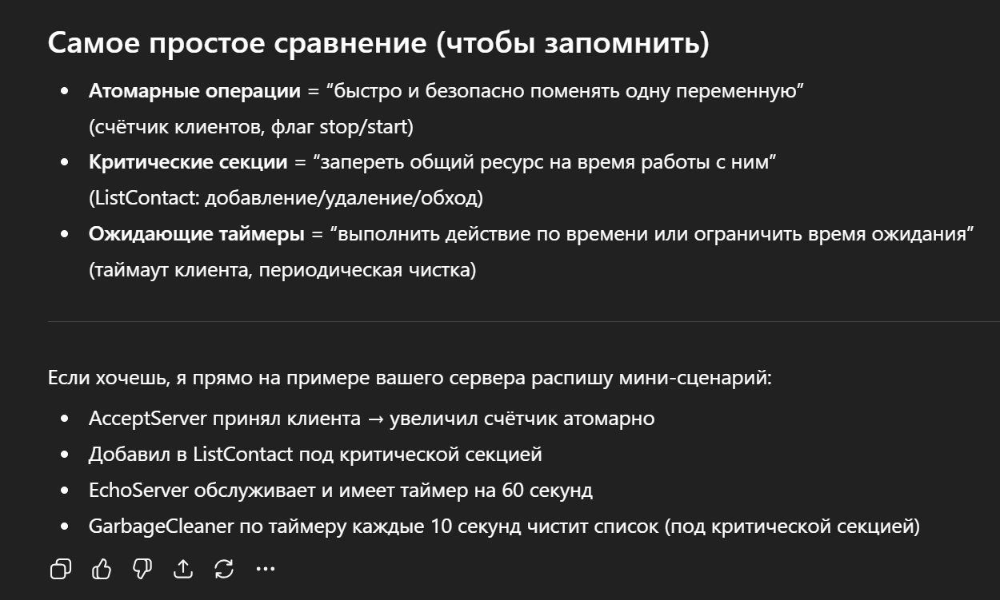 Самое простое сравнение (чтобы запомнить)
• Атомарные операции = “быстро и безопасно поменять одну переменную”
(счётчик клиентов, флаг stop/start)
• Критические секции = “запереть общий ресурс на время работы с ним”
(ListContact: добавление/удаление/обход)
• Ожидающие таймеры = “выполнить действие по времени или ограничить время ожидания”
(таймаут клиента, периодическая чистка)
Если хочешь, я прямо на примере вашего сервера распишу мини-сценарий:
• AcceptServer принял клиента → увеличил счётчик атомарно
• Добавил в ListContact под критической секцией
• EchoServer обслуживает и имеет таймер на 60 секунд
• GarbageCleaner по таймеру каждые 10 секунд чистит список (под критической секцией)